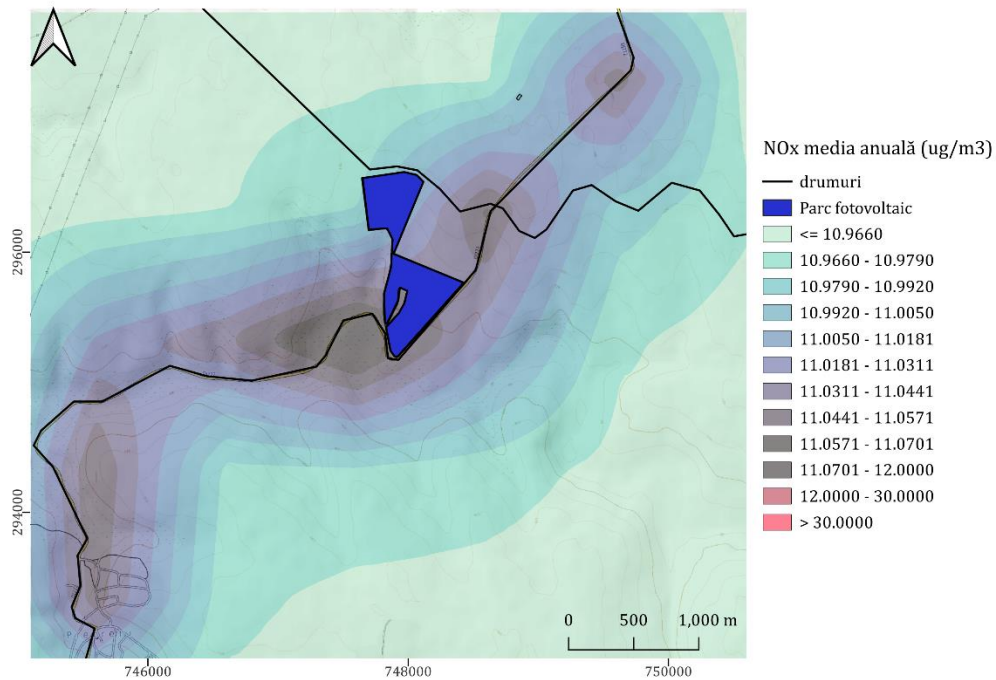 NOx media anuală (ug/m3)
drumuri
Parc fotovoltaic
<= 10.9660
10.9660 - 10.9790
10.9790 - 10.9920
10.9920 - 11.0050
11.0050 - 11.0181
11.0181 - 11.0311
11.0311 - 11.0441
11.0441 - 11.0571
11.0571 - 11.0701
11.0701 - 12.0000
12.0000 - 30.0000
> 30.0000
296000
294000
0 500 1,000 m
746000 748000 750000